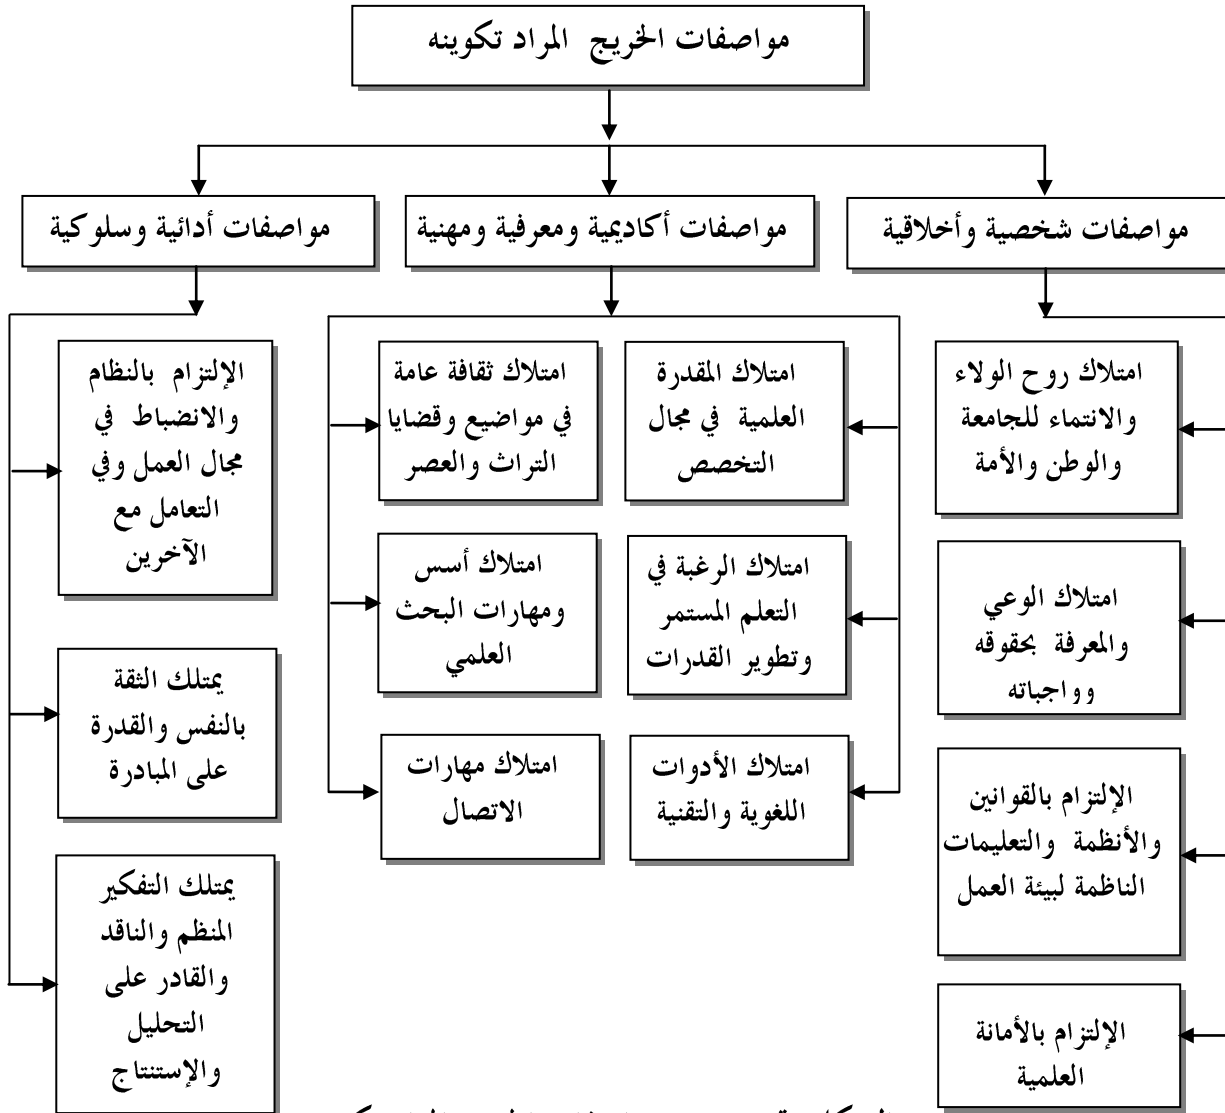 مواصفات الخريج المراد تكوينه
مواصفات شخصية وأخلاقية
مواصفات أكاديمية ومعرفية ومهنية
مواصفات أدائية وسلوكية
امتلاك روح الولاء
والانتماء للجامعة
والوطن والأمة
امتلاك الوعي
والمعرفة بحقوقه
وواجباته
الإلتزام بالقوانين
والأنظمة والتعليمات
الناظمة لبيئة العمل
الإلتزام بالأمانة
العلمية
امتلاك المقدرة
العلمية في مجال
التخصص
امتلاك الرغبة في
التعلم المستمر
وتطوير القدرات
امتلاك الأدوات
اللغوية والتقنية
امتلاك ثقافة عامة
في مواضيع وقضايا
التراث والعصر
امتلاك أسس
ومهارات البحث
العلمي
امتلاك مهارات
الاتصال
الإلتزام بالنظام
والانضباط في
مجال العمل وفي
التعامل مع
الآخرين
يمتلك الثقة
بالنفس والقدرة
على المبادرة
يمتلك التفكير
المنظم والناقد
والقادر على
التحليل
والإستنتاج